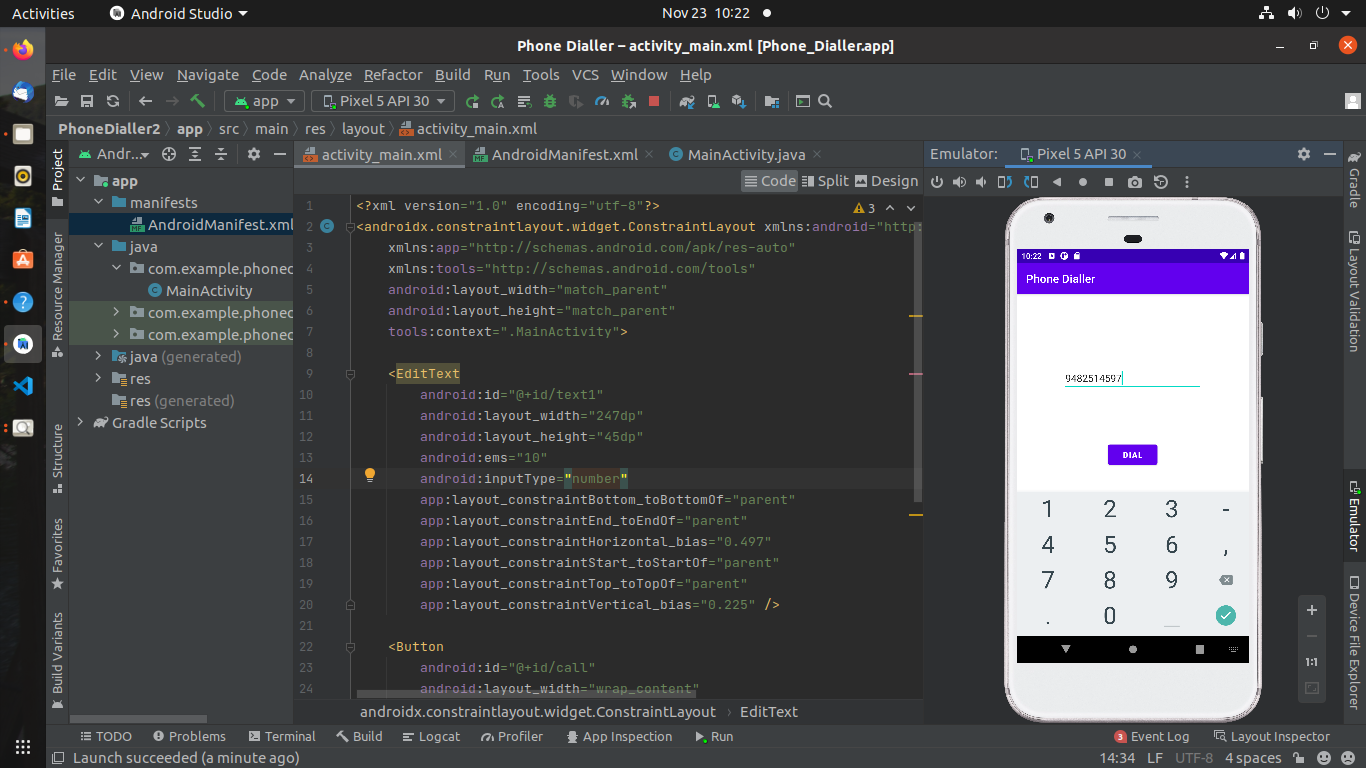 Activities Android Studio Nov 23 10:22
Phone Dialler – activity_main.xml [Phone_Dialler.app]
File Edit View Navigate Code Analyze Refactor Build Run Tools VCS Window Help
app Pixel 5 API 30
PhoneDialler2 app src main res layout activity_main.xml
Project
Resource Manager
Structure
Favorites
Build Variants
Andr...
app
manifests
AndroidManifest.xml
java
com.example.phoned
MainActivity
com.example.phoned
com.example.phoned
java (generated)
res
res (generated)
Gradle Scripts
activity_main.xml AndroidManifest.xml MainActivity.java
Code Split Design
3
1 <?xml version="1.0" encoding="utf-8"?>
2 <androidx.constraintlayout.widget.ConstraintLayout xmlns:android="http:
3 xmlns:app="http://schemas.android.com/apk/res-auto"
4 xmlns:tools="http://schemas.android.com/tools"
5 android:layout_width="match_parent"
6 android:layout_height="match_parent"
7 tools:context=".MainActivity">
8
9 <EditText
10 android:id="@+id/text1"
11 android:layout_width="247dp"
12 android:layout_height="45dp"
13 android:ems="10"
14 android:inputType="number"
15 app:layout_constraintBottom_toBottomOf="parent"
16 app:layout_constraintEnd_toEndOf="parent"
17 app:layout_constraintHorizontal_bias="0.497"
18 app:layout_constraintStart_toStartOf="parent"
19 app:layout_constraintTop_toTopOf="parent"
20 app:layout_constraintVertical_bias="0.225" />
21
22 <Button
23 android:id="@+id/call"
24 android:layout_width="wrap_content"
androidx.constraintlayout.widget.ConstraintLayout EditText
Emulator: Pixel 5 API 30
10:22
Phone Dialler
9482514597
DIAL
1 2 3 -
4 5 6 ,
7 8 9
. 0
1:1
Gradle
Layout Validation
Emulator
Device File Explorer
TODO Problems Terminal Build Logcat Profiler App Inspection Run 3 Event Log Layout Inspector
Launch succeeded (a minute ago) 14:34 LF UTF-8 4 spaces